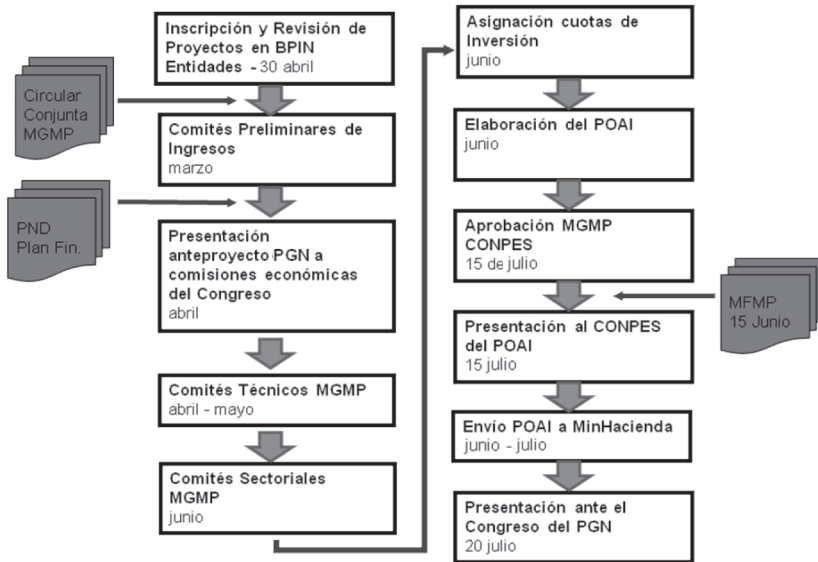 Inscripción y Revisión de
Proyectos en BPIN
Entidades - 30 abril
Circular
Conjunta
MGMP
Comités Preliminares de
Ingresos
marzo
PND
Plan Fin.
Presentación
anteproyecto PGN a
comisiones económicas
del Congreso
abril
Comités Técnicos MGMP
abril - mayo
Comités Sectoriales
MGMP
junio
Asignación cuotas de
Inversión
junio
Elaboración del POAI
junio
Aprobación MGMP
CONPES
15 de julio
MFMP
15 Junio
Presentación al CONPES
del POAI
15 julio
Envío POAI a MinHacienda
junio - julio
Presentación ante el
Congreso del PGN
20 julio